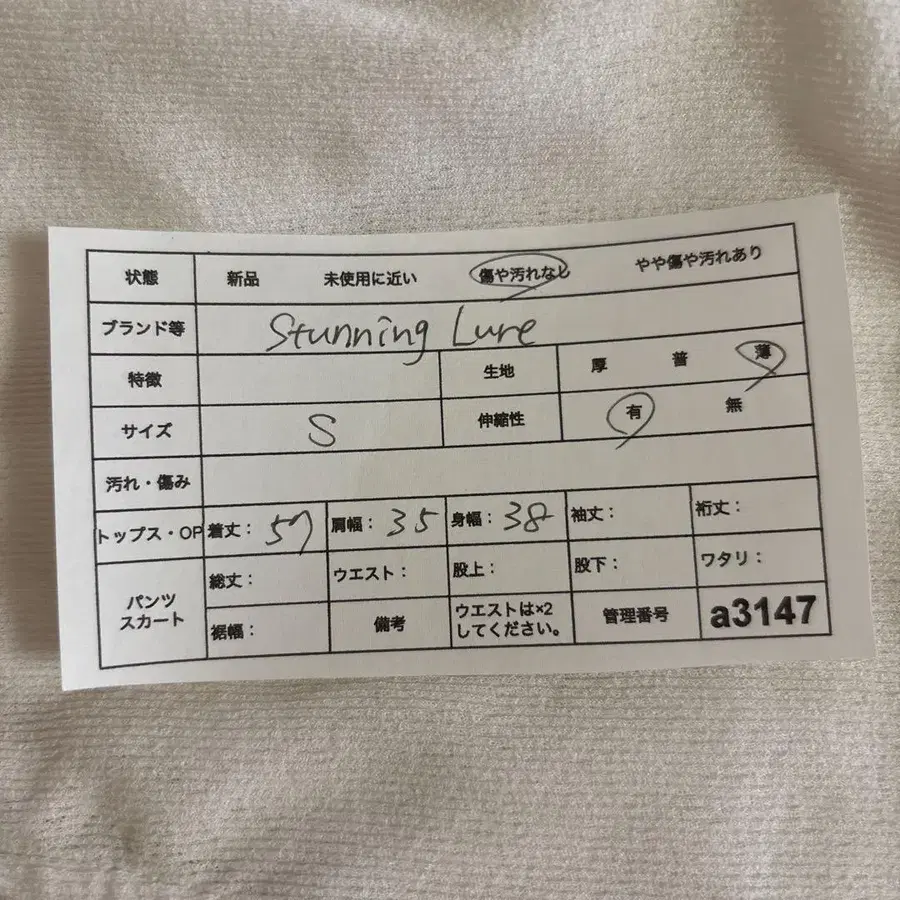 状態 新品 未使用に近い 傷や汚れなし やや傷や汚れあり
ブランド等 Stunning Lure
特徴 生地 厚 普 薄
サイズ S 伸縮性 有 無
汚れ・傷み
トップス・OP 着丈: 57 肩幅: 35 身幅: 38 袖丈: 裄丈:
パンツ スカート 総丈: ウエスト: 股上: 股下: ワタリ:
裾幅: 備考 ウエストは×2 してください。 管理番号 a3147